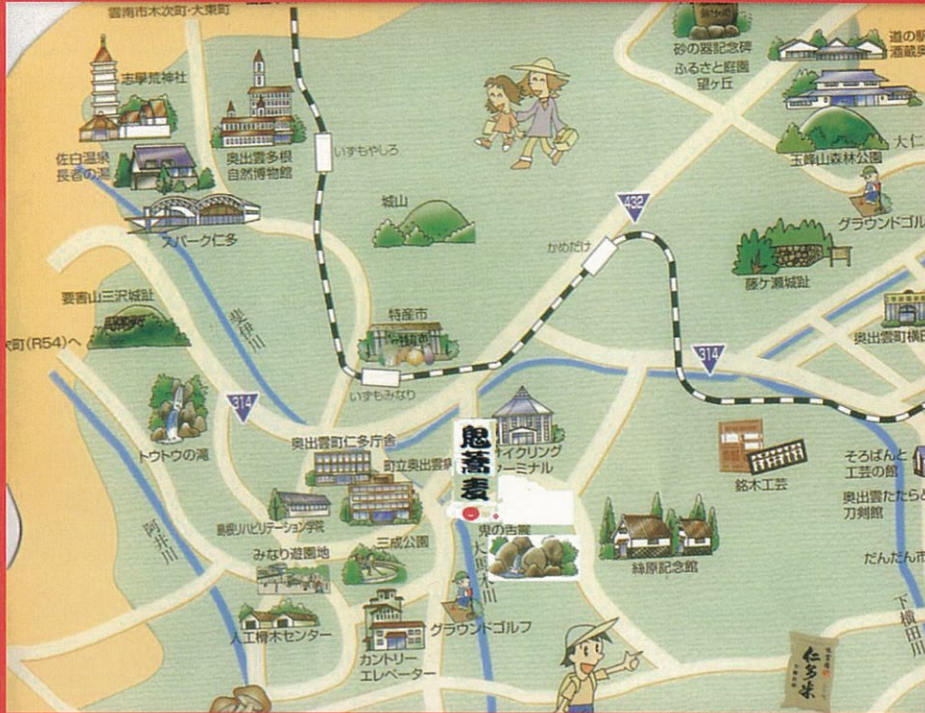 雲南市木次町・大東町
志學荒神社
佐白温泉
長者の湯
奥出雲多根
自然博物館
いずもやしろ
砂の器記念碑
ふるさと庭園
望ヶ丘
道の駅
玉峰山森林公園
大仁
グラウンドゴル
スパーク仁多
城山
432
かめだけ
藤ケ瀬城址
要害山三沢城趾
町(R54)へ
斐伊川
特産市
いずもみなり
314
314
奥出雲町横田
トウトウの滝
奥出雲町仁多庁舎
町立奥出雲病
鬼蕎麦
サイクリング
ターミナル
銘木工芸
そろばんと
工芸の館
奥出雲たたらと
刀剣館
島根リハビリテーション学院
阿井川
三成公園
みなり遊園地
鬼の舌震
大馬木川
絲原記念館
だんだん市
下横田川
人工榾木センター
グラウンドゴルフ
カントリー
エレベーター
仁多米